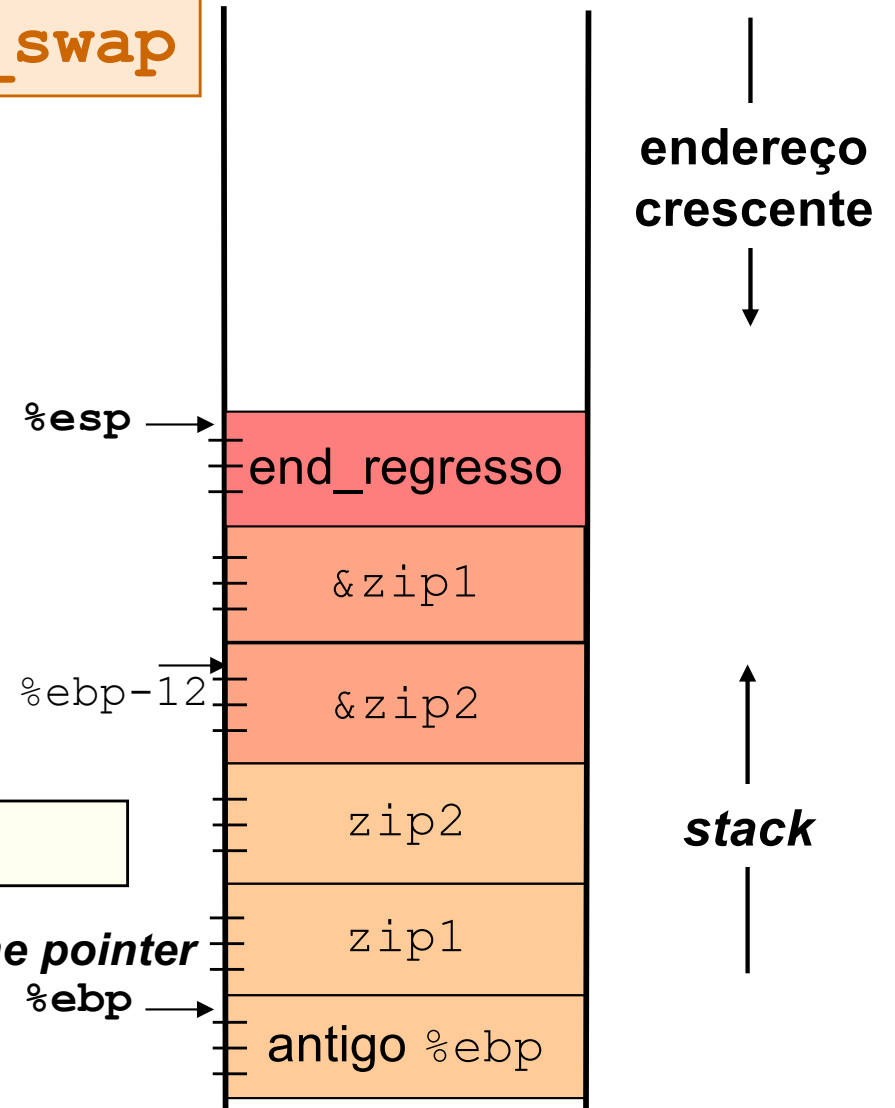 _swap
endereço
crescente
%esp
end_regresso
&zip1
%ebp-12
&zip2
zip2
stack
zip1
pointer
%ebp
antigo %ebp